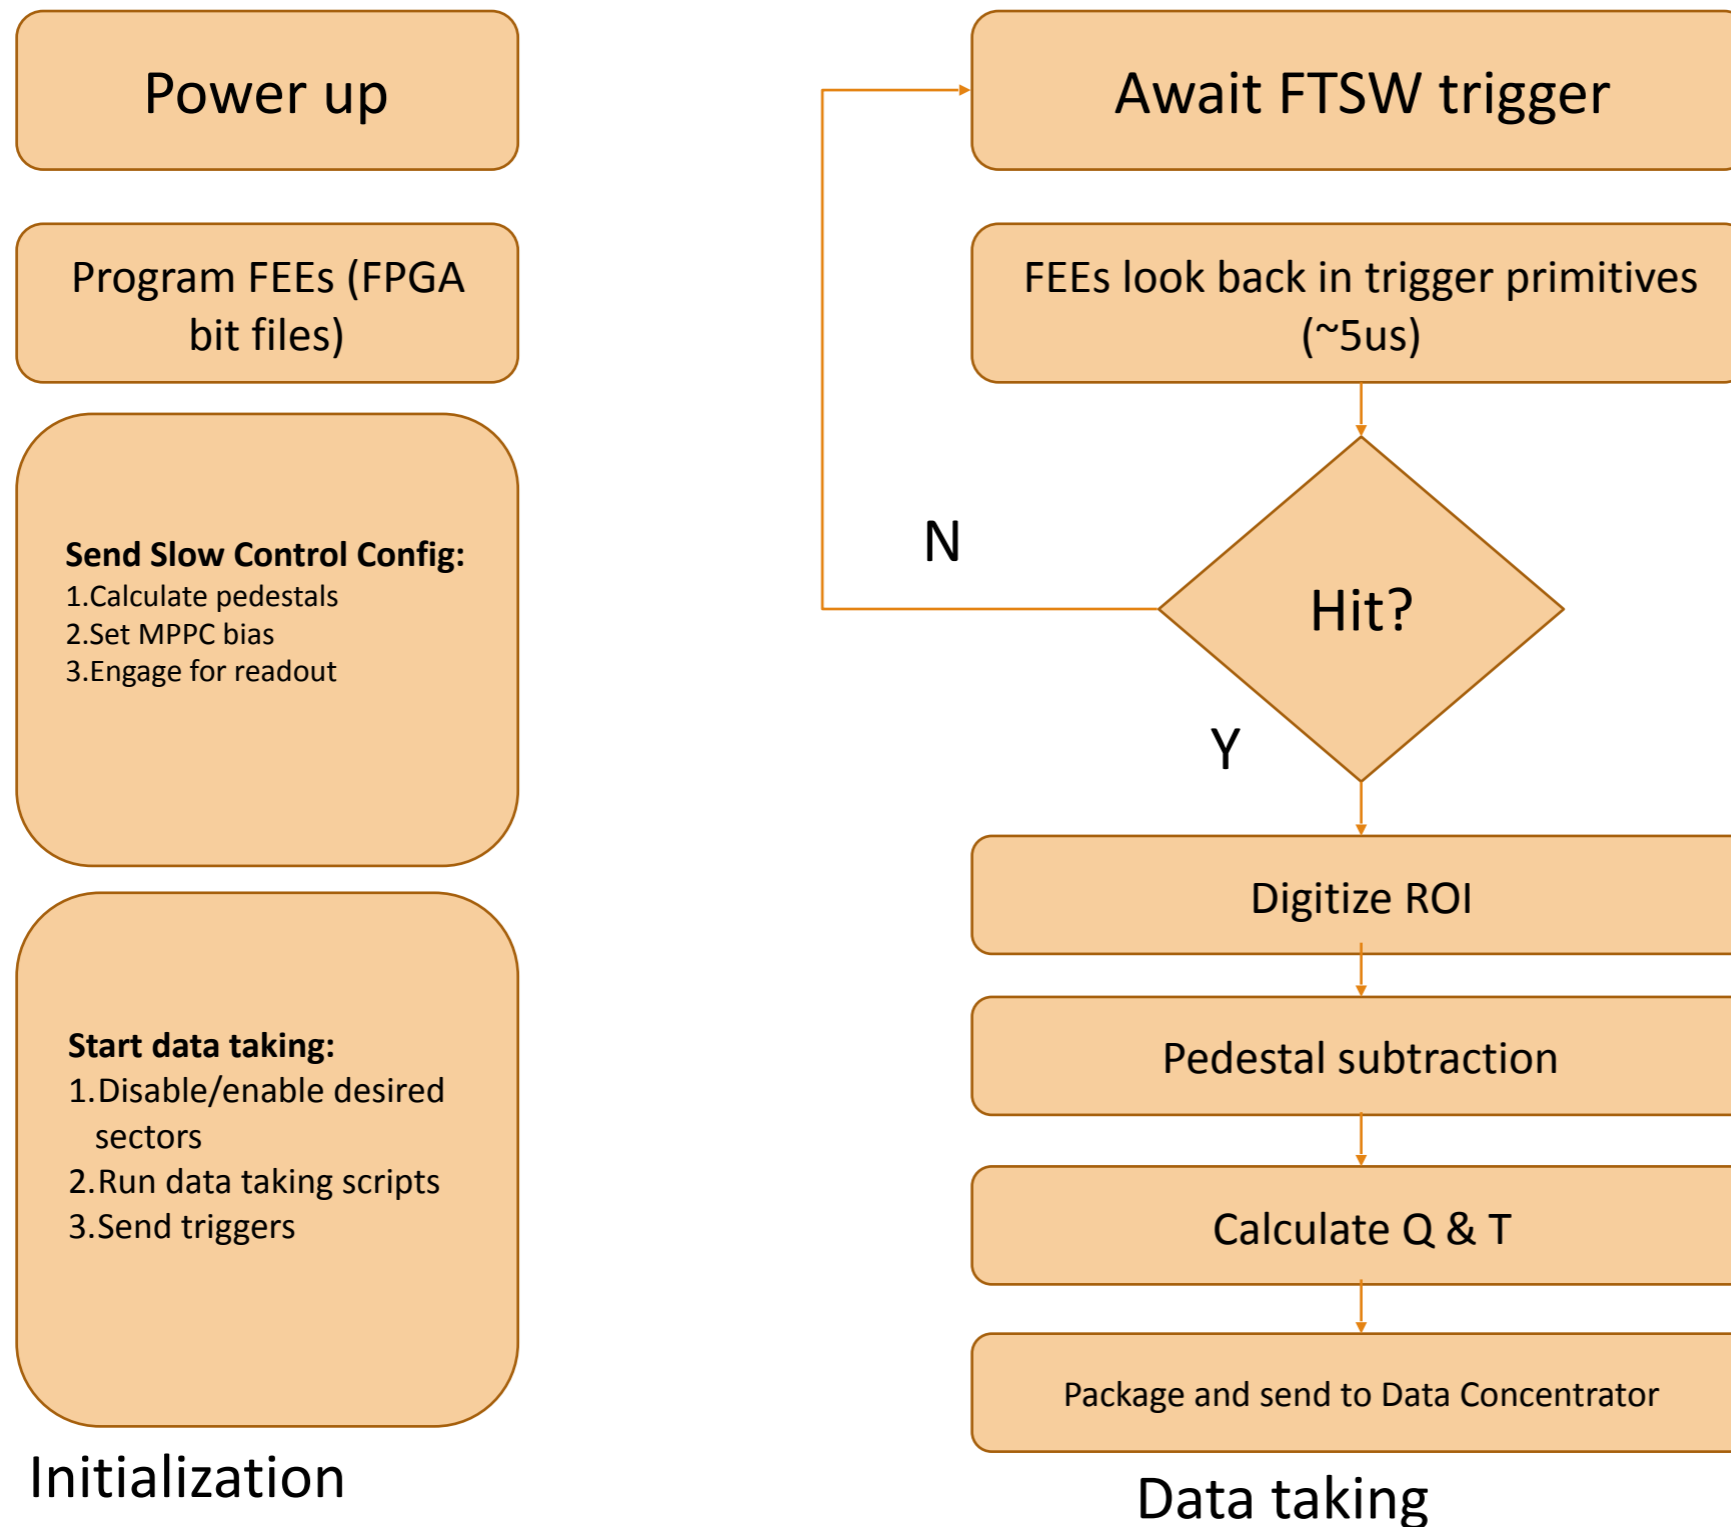 Power up
Program FEEs (FPGA
bit files)
Send Slow Control Config:
1.Calculate pedestals
2.Set MPPC bias
3.Engage for readout
Start data taking:
1.Disable/enable desired
sectors
2.Run data taking scripts
3.Send triggers
Initialization
Await FTSW trigger
FEEs look back in trigger primitives
(~5us)
N
Hit?
Y
Digitize ROI
Pedestal subtraction
Calculate Q & T
Package and send to Data Concentrator
Data taking